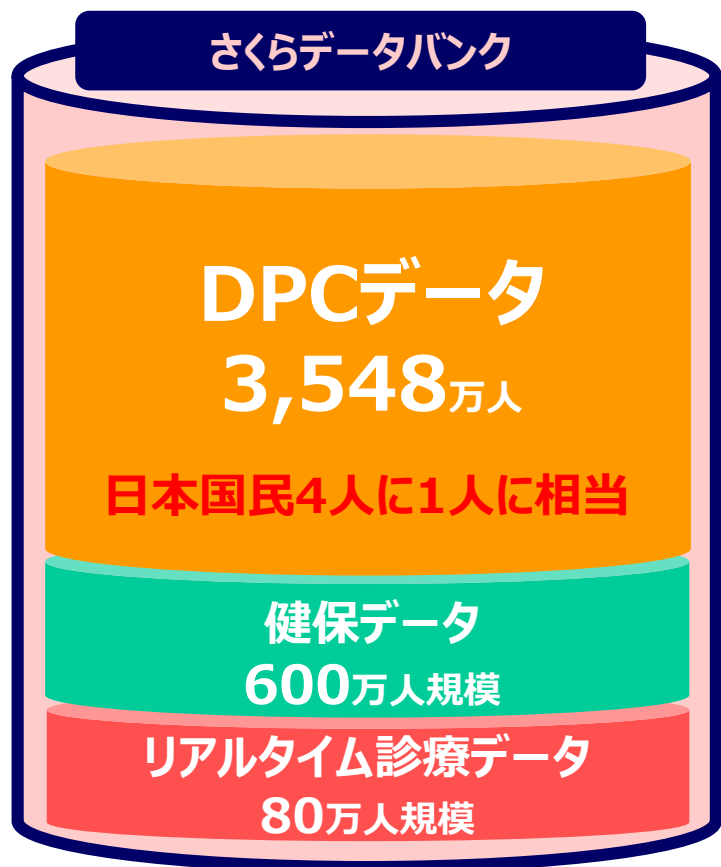 さくらデータバンク
DPCデータ
3,548万人
日本国民4人に1人に相当
健保データ
600万人規模
リアルタイム診療データ
80万人規模